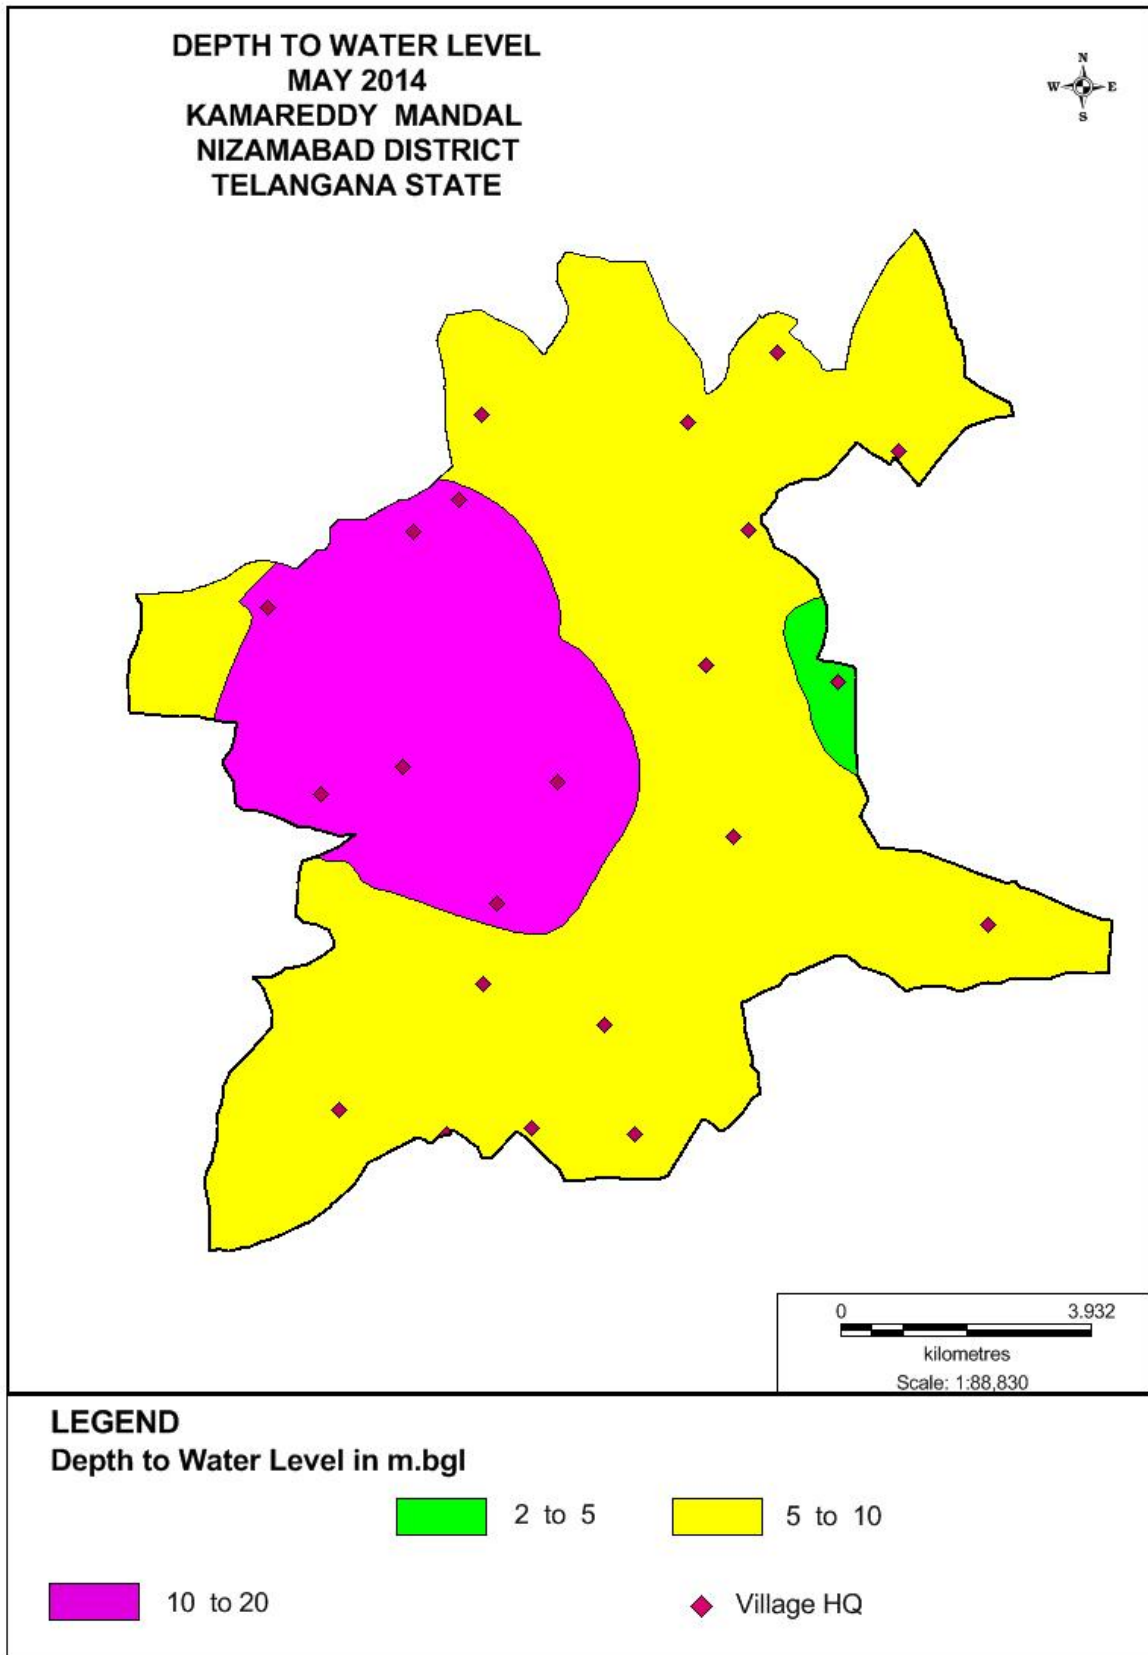 DEPTH TO WATER LEVEL
MAY 2014
KAMAREDDY MANDAL
NIZAMABAD DISTRICT
TELANGANA STATE
N
W E
S
0 3.932
kilometres
Scale: 1:88,830
LEGEND
Depth to Water Level in m.bgl
2 to 5 5 to 10
10 to 20 Village HQ